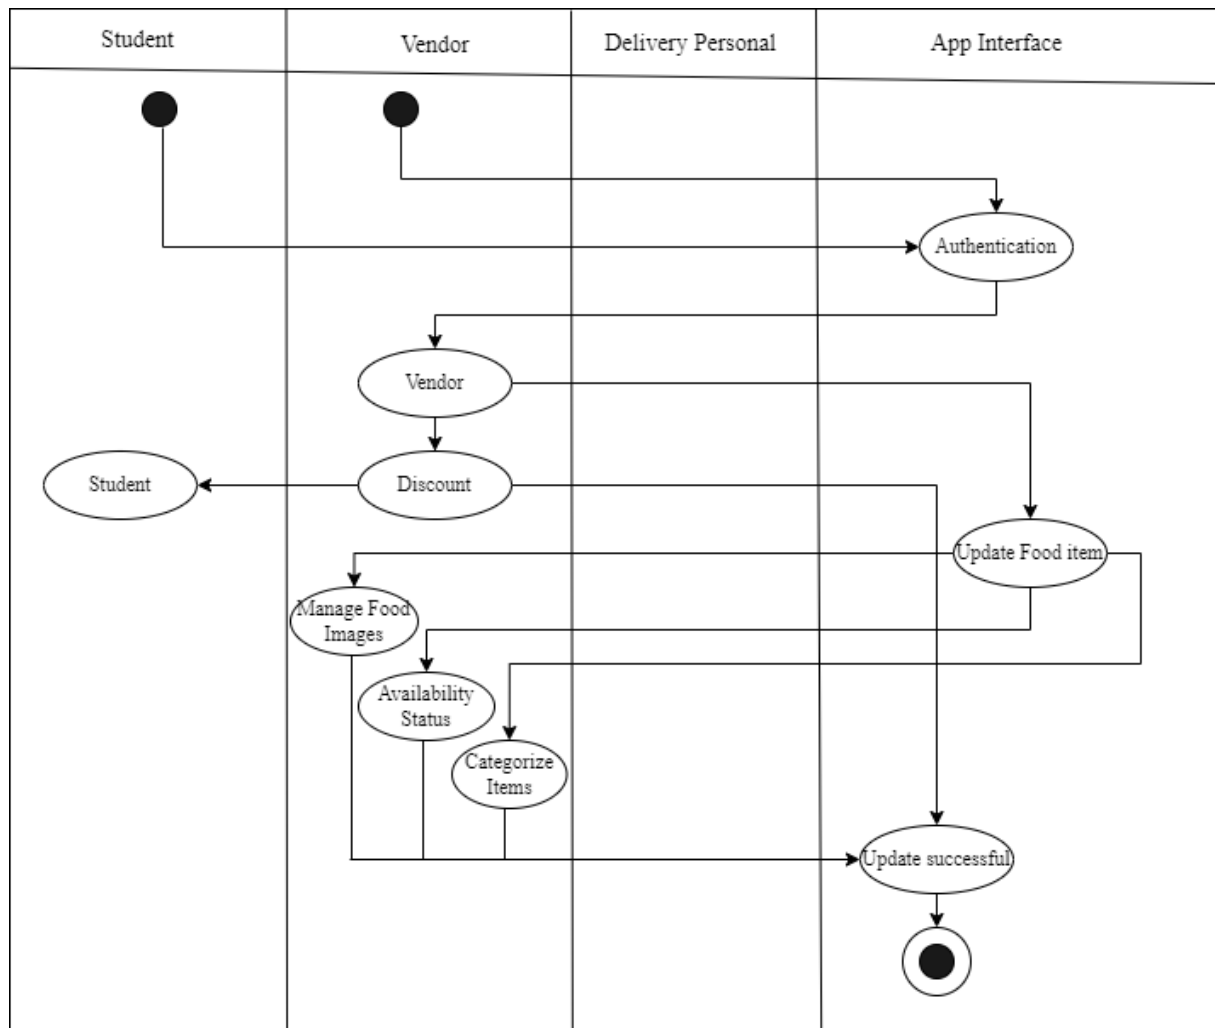 Student
Vendor
Delivery Personal
App Interface
Authentication
Vendor
Student
Discount
Update Food item
Manage Food
Images
Availability
Status
Categorize
Items
Update successful